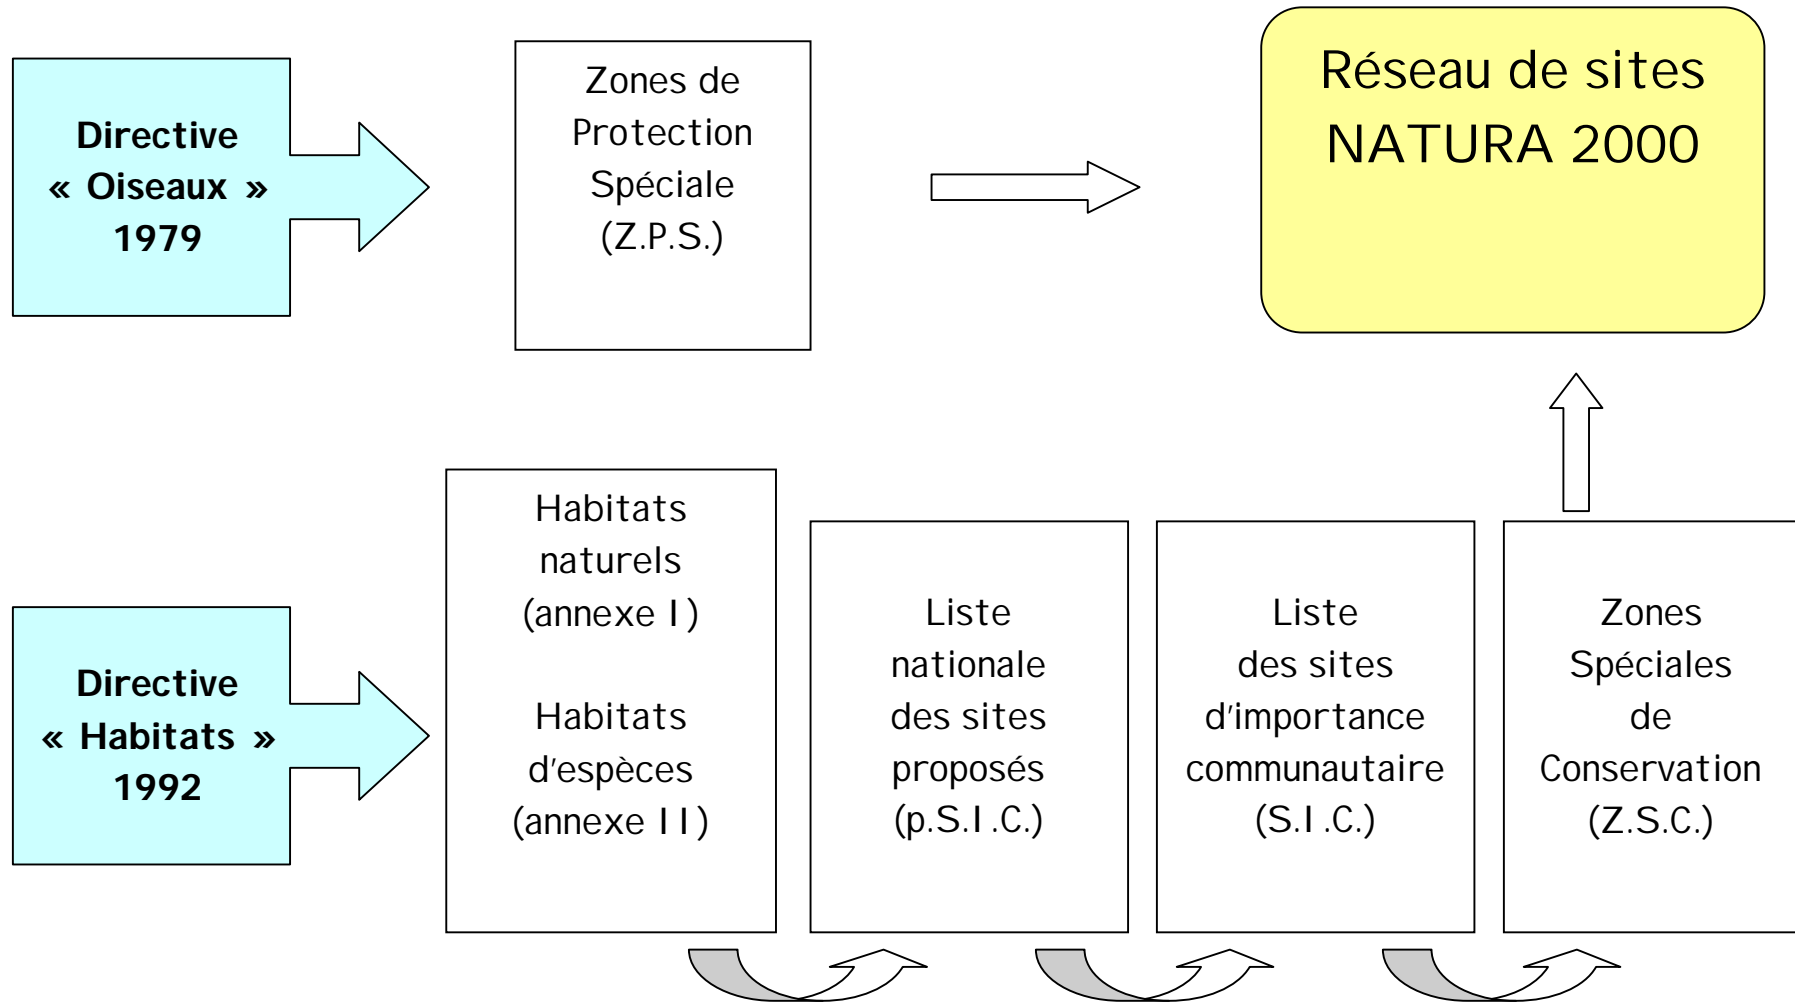 Directive
« Oiseaux »
1979
Zones de
Protection
Spéciale
(Z.P.S.)
Réseau de sites
NATURA 2000
Directive
« Habitats »
1992
Habitats
naturels
(annexe I)
Habitats
d'espèces
(annexe II)
Liste
nationale
des sites
proposés
(p.S.I.C.)
Liste
des sites
d'importance
communautaire
(S.I.C.)
Zones
Spéciales
de
Conservation
(Z.S.C.)